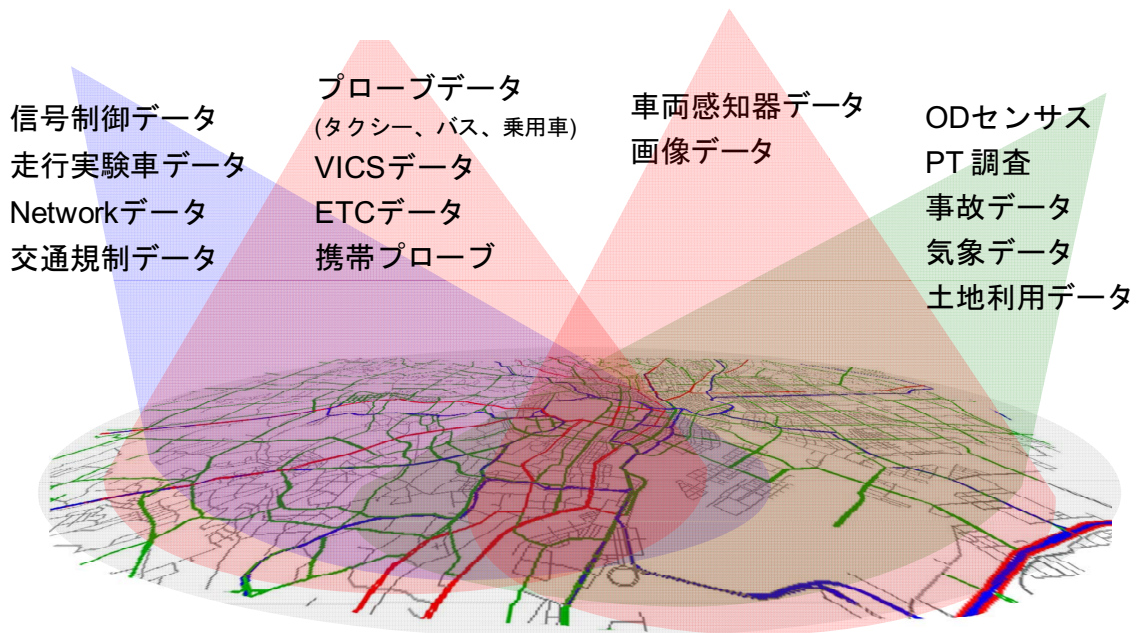 信号制御データ
走行実験車データ
Networkデータ
交通規制データ
プローブデータ
(タクシー、バス、乗用車)
VICSデータ
ETCデータ
携帯プローブ
車両感知器データ
画像データ
ODセンサス
PT 調査
事故データ
気象データ
土地利用データ